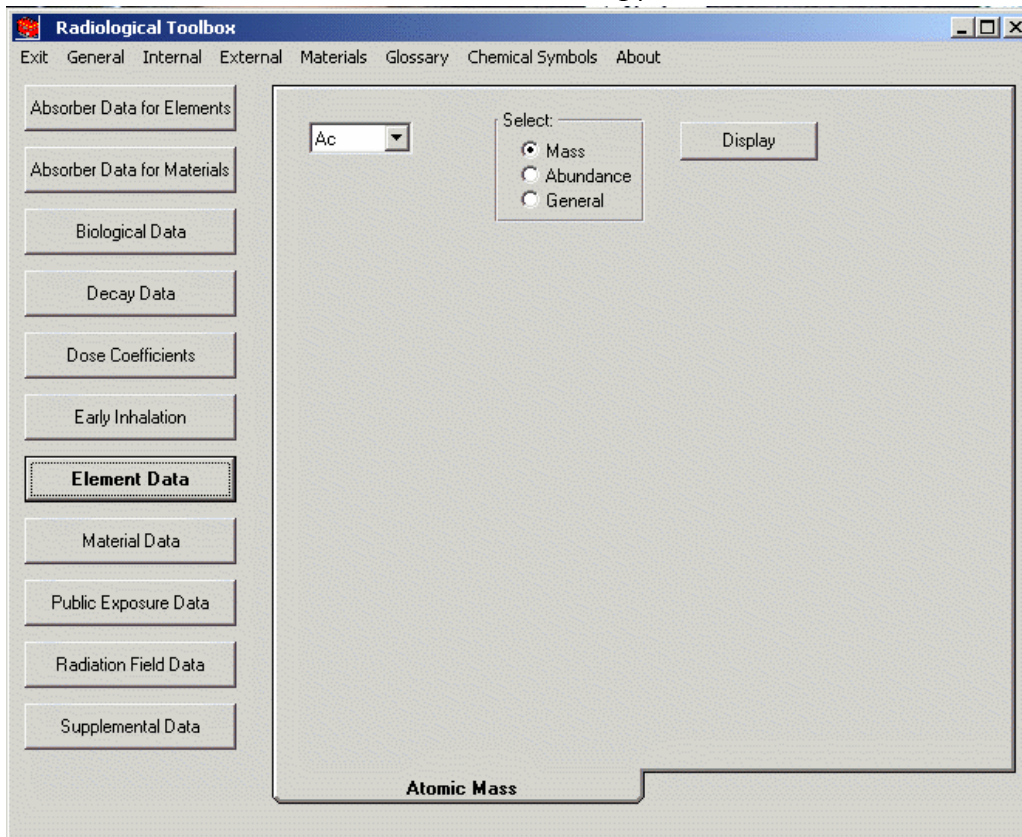 Radiological Toolbox
Exit General Internal External Materials Glossary Chemical Symbols About
Absorber Data for Elements
Absorber Data for Materials
Biological Data
Decay Data
Dose Coefficients
Early Inhalation
Element Data
Material Data
Public Exposure Data
Radiation Field Data
Supplemental Data
Ac
Select:
Mass
Abundance
General
Display
Atomic Mass